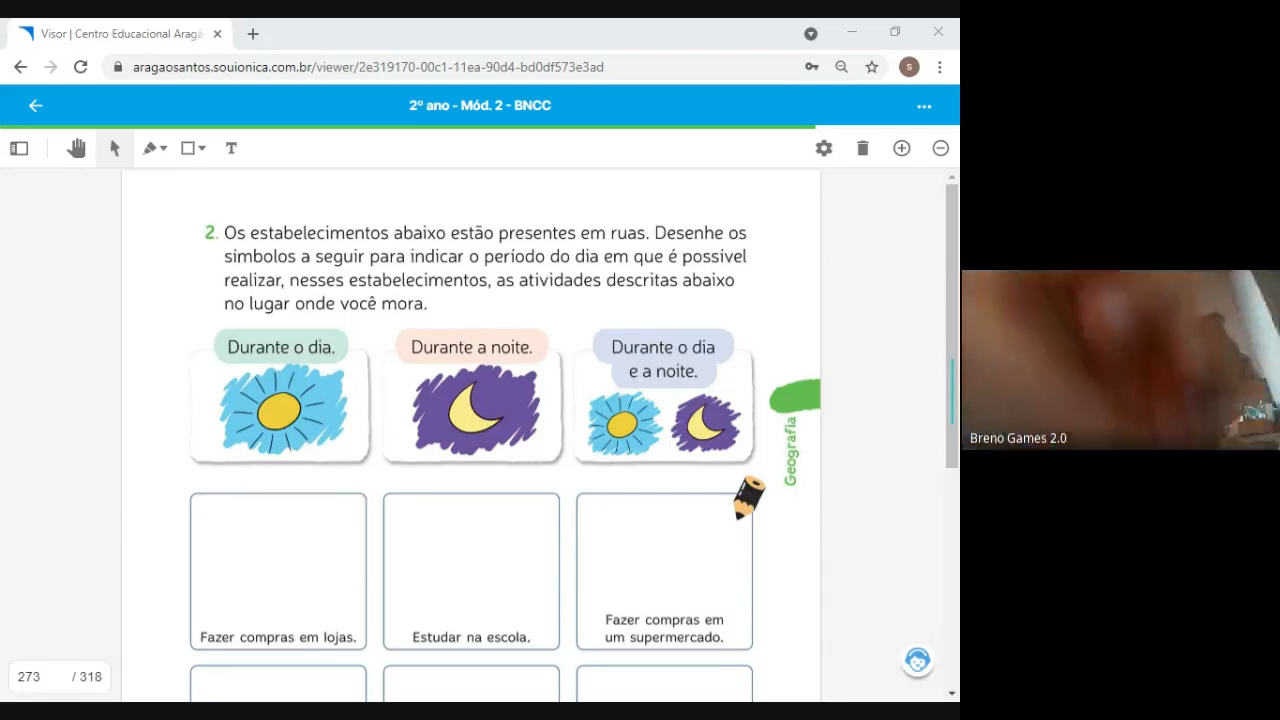 Visor | Centro Educacional Aragã
aragaosantos.souionica.com.br/viewer/2e319170-00c1-11ea-90d4-bd0df573e3ad
S
2º ano - Mód. 2 - BNCC
T
2. Os estabelecimentos abaixo estão presentes em ruas. Desenhe os
símbolos a seguir para indicar o período do dia em que é possível
realizar, nesses estabelecimentos, as atividades descritas abaixo
no lugar onde você mora.
Durante o dia.
Durante a noite.
Durante o dia
e a noite.
Geografia
Fazer compras em lojas.
Estudar na escola.
Fazer compras em
um supermercado.
273 / 318
Breno Games 2.0